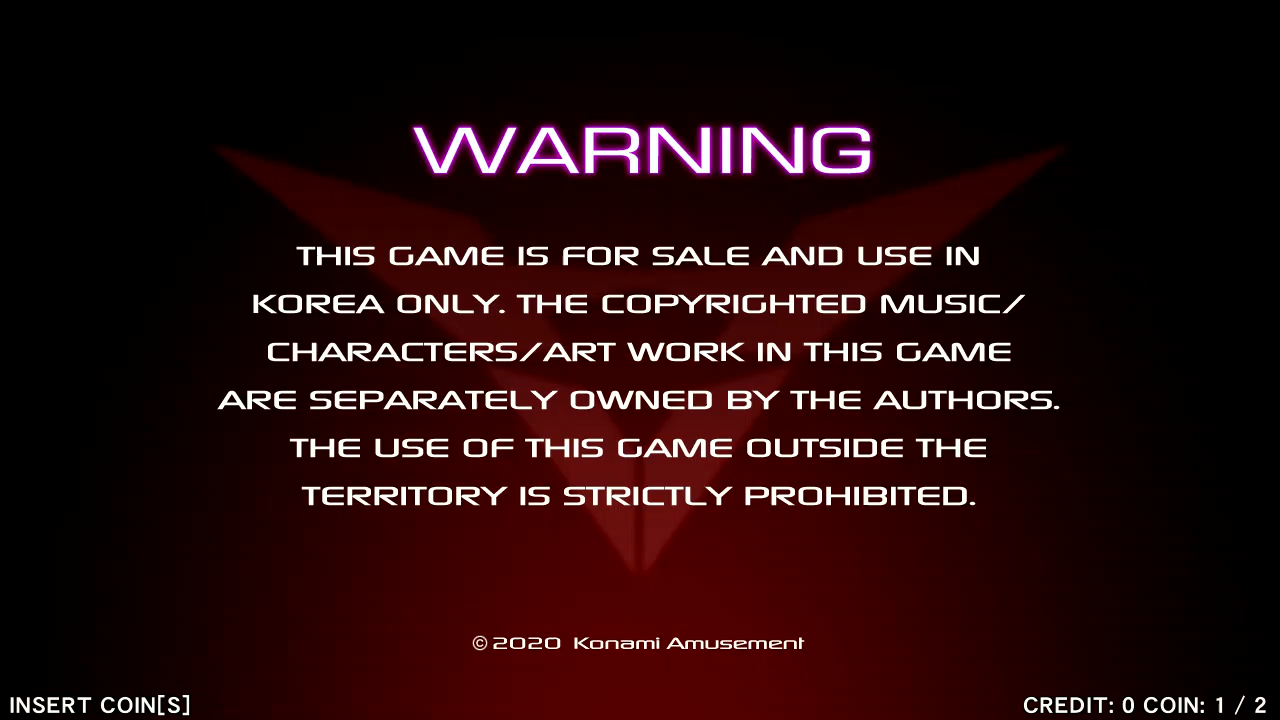 WARNING
THIS GAME IS FOR SALE AND USE IN
KOREA ONLY. THE COPYRIGHTED MUSIC/
CHARACTERS/ART WORK IN THIS GAME
ARE SEPARATELY OWNED BY THE AUTHORS.
THE USE OF THIS GAME OUTSIDE THE
TERRITORY IS STRICTLY PROHIBITED.
© 2020 Konami Amusement
INSERT COIN[S]
CREDIT: 0 COIN: 1 / 2